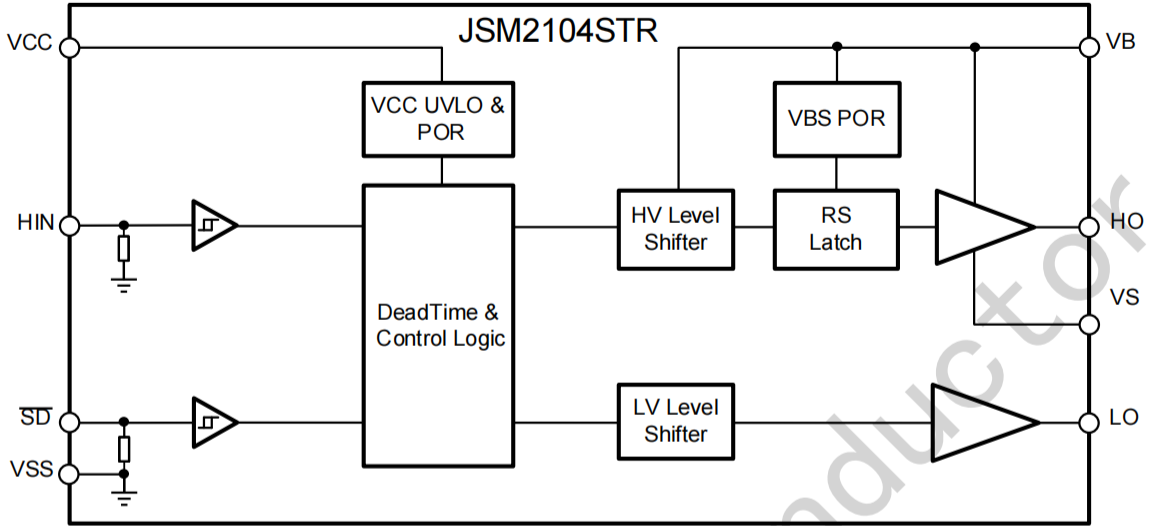 JSM2104STR
VCC
VB
VCC UVLO &
POR
VBS POR
HIN
HV Level
Shifter
RS
Latch
HO
VS
DeadTime &
Control Logic
SD
LV Level
Shifter
LO
VSS
nductor